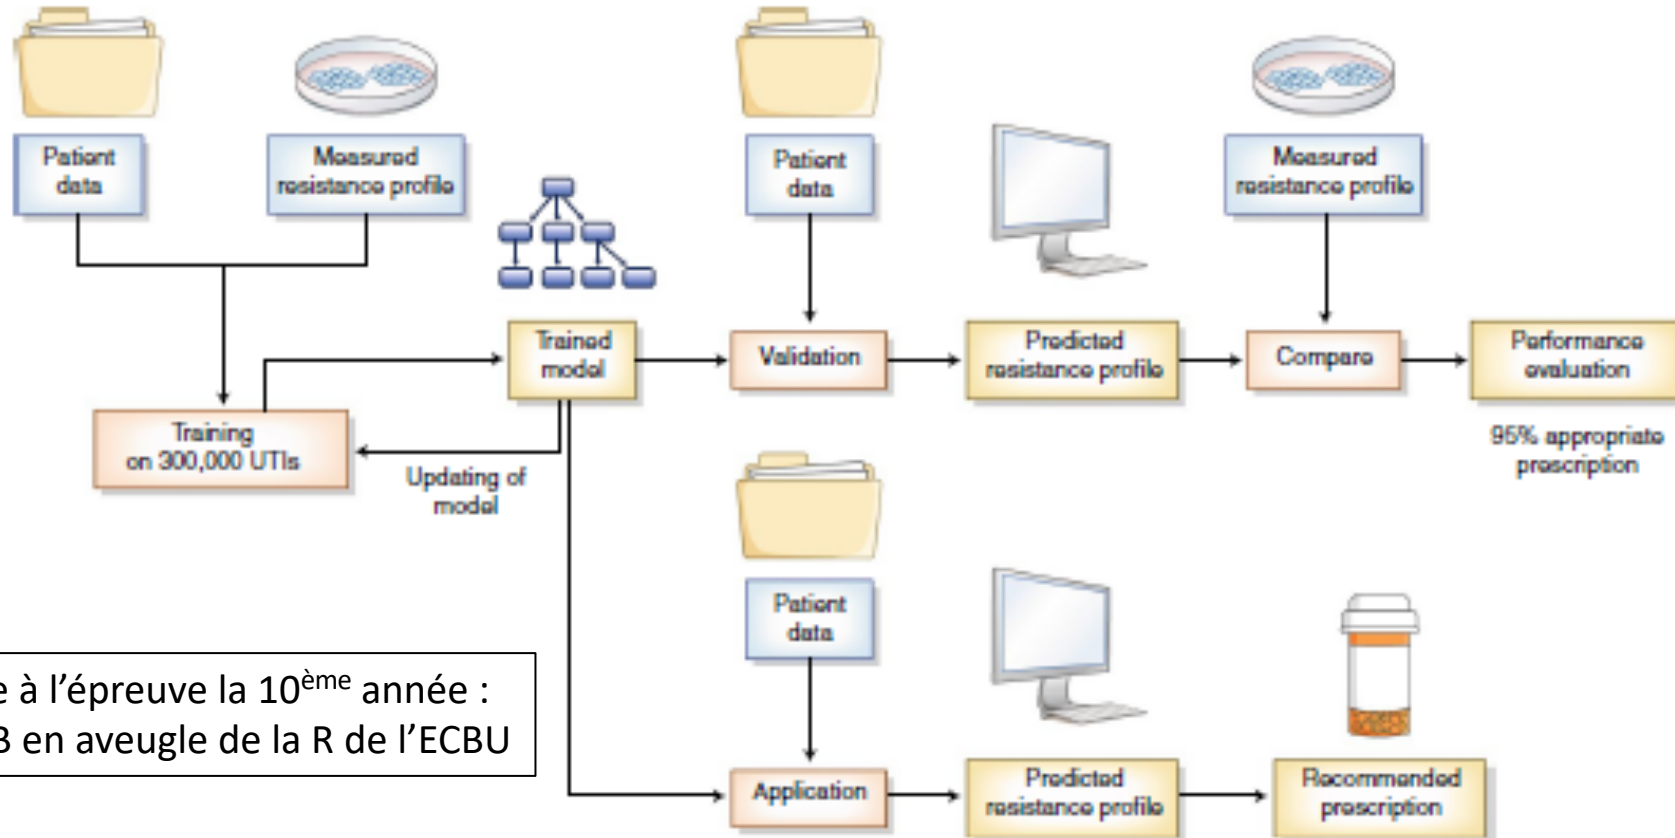 Patient
data
Measured
resistance profile
Patient
data
Measured
resistance profile
Trained
model
Validation
Predicted
resistance profile
Compare
Performance
evaluation
95% appropriate
prescription
Training
on 300,000 UTIs
Updating of
model
Patient
data
à l’épreuve la 10ème année :
en aveugle de la R de l’ECBU
Application
Predicted
resistance profile
Recommended
prescription